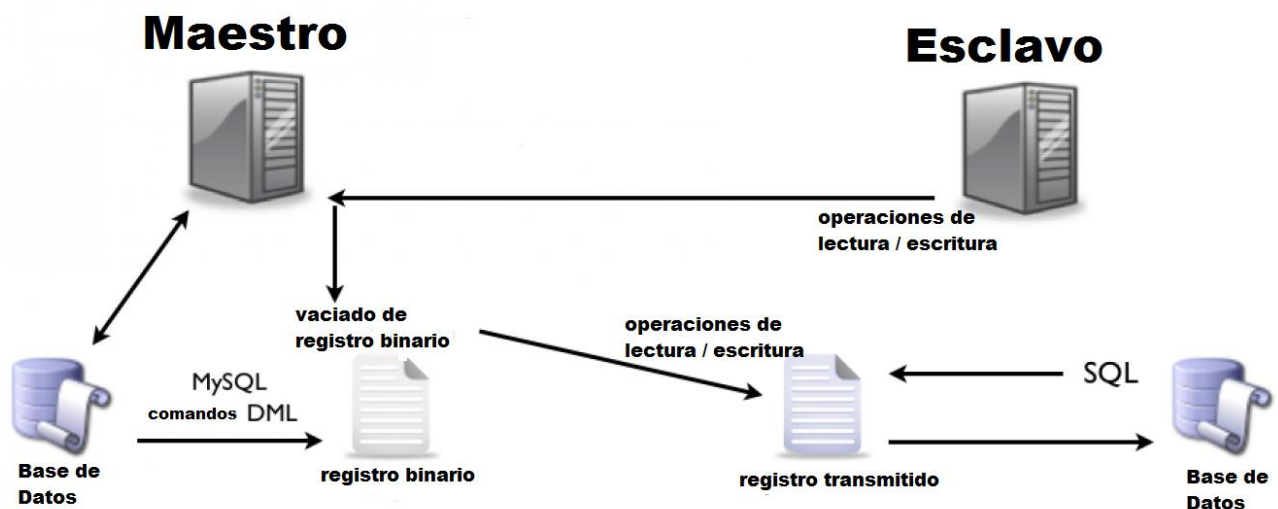 Maestro
Esclavo
operaciones de
lectura / escritura
vaciado de
registro binario
operaciones de
lectura / escritura
MySQL
comandos DML
SQL
Base de
Datos
registro binario
registro transmitido
Base de
Datos